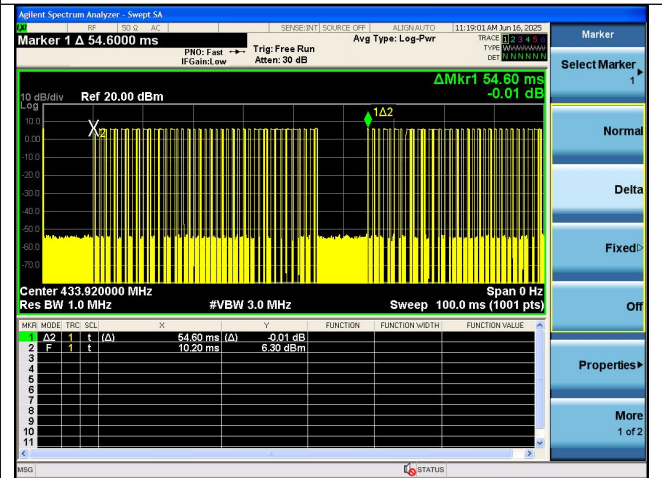 Agilent Spectrum Analyzer - Swept SA
RF 50 Ω AC SENSE:INT SOURCE OFF ALIGN AUTO 11:19:01 AM Jun 16, 2025
Marker 1 Δ 54.6000 ms
PNO: Fast
IFGain:Low
Trig: Free Run
Atten: 30 dB
Avg Type: Log-Pwr
TRACE 1 2 3 4 5 6
TYPE
DET N N N N N N
Marker
Select Marker
1
Normal
Delta
Fixed
Off
Properties
More
1 of 2
ΔMkr1 54.60 ms
-0.01 dB
10 dB/div Ref 20.00 dBm
Log
10.0
0.00
-10.0
-20.0
-30.0
-40.0
-50.0
-60.0
-70.0
X2
1Δ2
Center 433.920000 MHz Span 0 Hz
Res BW 1.0 MHz #VBW 3.0 MHz Sweep 100.0 ms (1001 pts)
MKR MODE TRC SCL X Y FUNCTION FUNCTION WIDTH FUNCTION VALUE
1 Δ2 1 t (Δ) 54.60 ms (Δ) -0.01 dB
2 F 1 t 10.20 ms 6.30 dBm
3
4
5
6
7
8
9
10
11
MSG STATUS